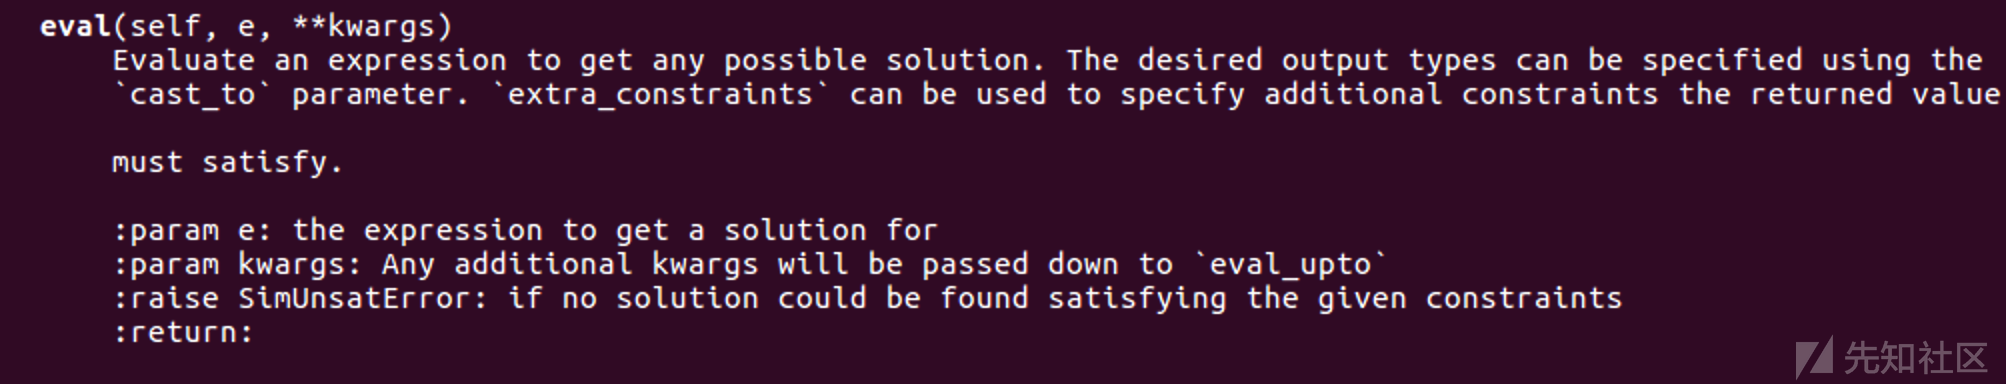 eval(self, e, **kwargs)
Evaluate an expression to get any possible solution. The desired output types can be specified using the
`cast_to` parameter. `extra_constraints` can be used to specify additional constraints the returned value
must satisfy.
:param e: the expression to get a solution for
:param kwargs: Any additional kwargs will be passed down to `eval_upto`
:raise SimUnsatError: if no solution could be found satisfying the given constraints
:return:
先知社区